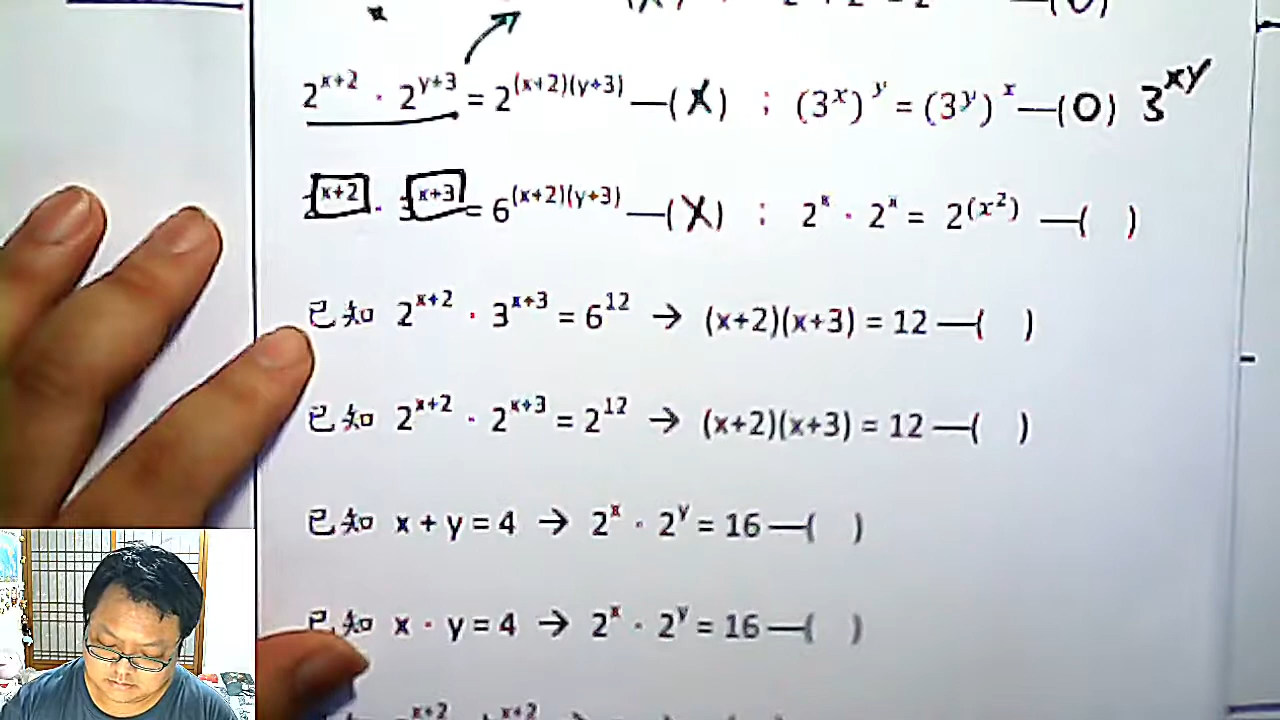 2^{x+2} · 2^{y+3} = 2^{(x+2)(y+3)} —(X) ; (3^x)^y = (3^y)^x —(O) 3^{xy}
^{x+2} · 3^{x+3} = 6^{(x+2)(y+3)} —(X) ; 2^x · 2^x = 2^{(x^2)} —( )
已知 2^{x+2} · 3^{x+3} = 6^{12} → (x+2)(x+3) = 12 —( )
已知 2^{x+2} · 2^{x+3} = 2^{12} → (x+2)(x+3) = 12 —( )
已知 x + y = 4 → 2^x · 2^y = 16 —( )
已知 x · y = 4 → 2^x · 2^y = 16 —( )